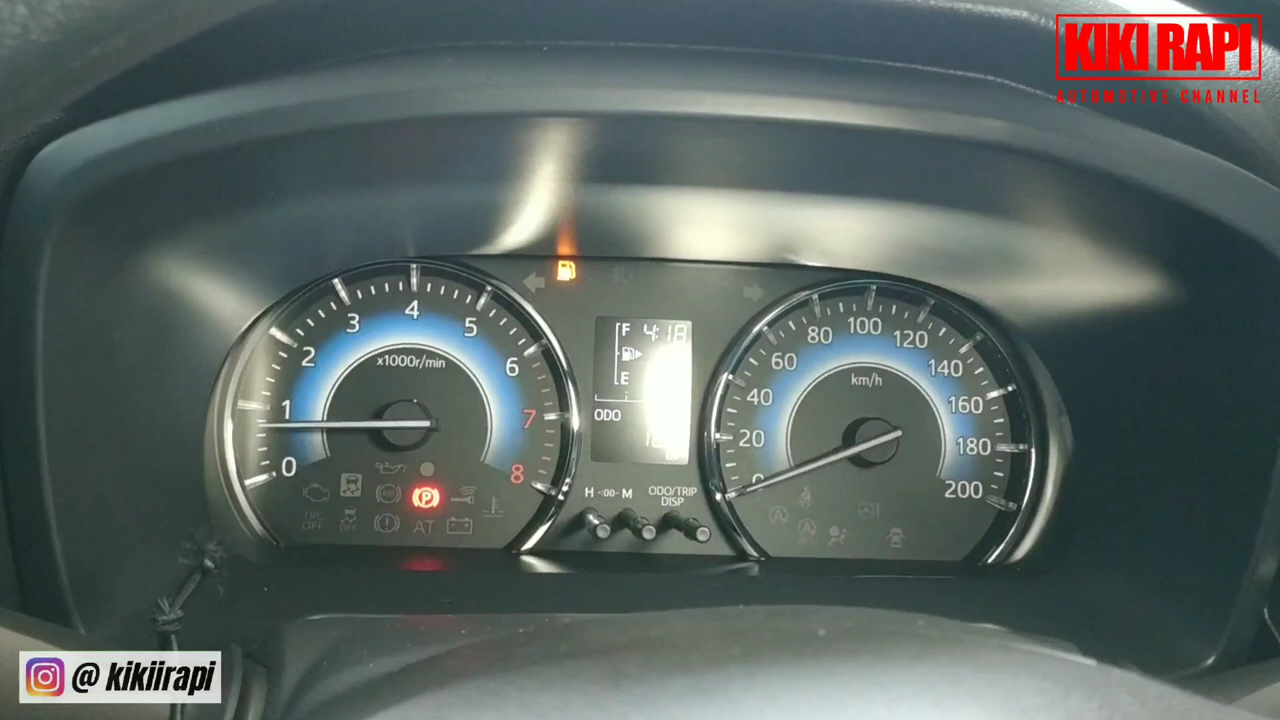 KIKI RAPI
AUTOMOTIVE CHANNEL
0 1 2 3 4 5 6 7 8
x1000r/min
TRC
OFF
ABS
P
AT
F 4:18
E
ODO
H -:00- M
ODO/TRIP
DISP
20 40 60 80 100 120 140 160 180 200
km/h
@ kikiirapi